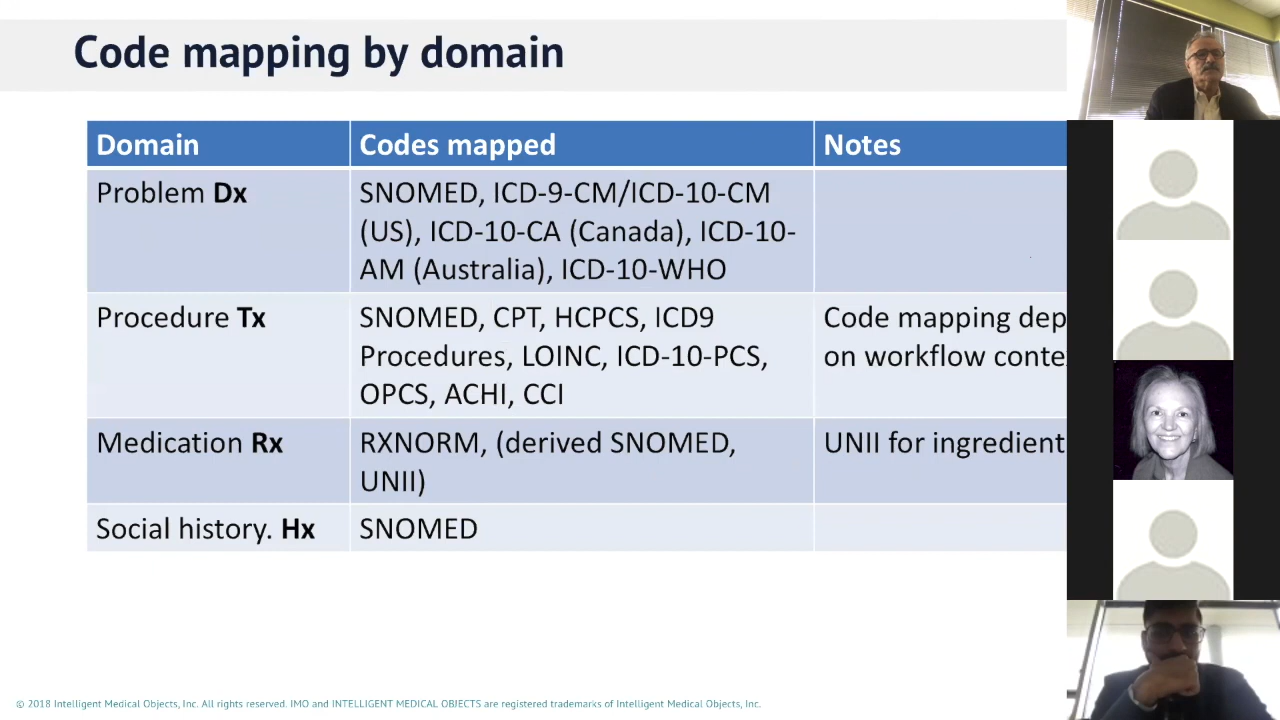 Code mapping by domain
Domain
Codes mapped
Notes
Problem Dx
SNOMED, ICD-9-CM/ICD-10-CM
(US), ICD-10-CA (Canada), ICD-10-
AM (Australia), ICD-10-WHO
Procedure Tx
SNOMED, CPT, HCPCS, ICD9
Procedures, LOINC, ICD-10-PCS,
OPCS, ACHI, CCI
Code mapping dep
on workflow conte
Medication Rx
RXNORM, (derived SNOMED,
UNII)
UNII for ingredient
Social history. Hx
SNOMED
© 2018 Intelligent Medical Objects, Inc. All rights reserved. IMO and INTELLIGENT MEDICAL OBJECTS are registered trademarks of Intelligent Medical Objects, Inc.